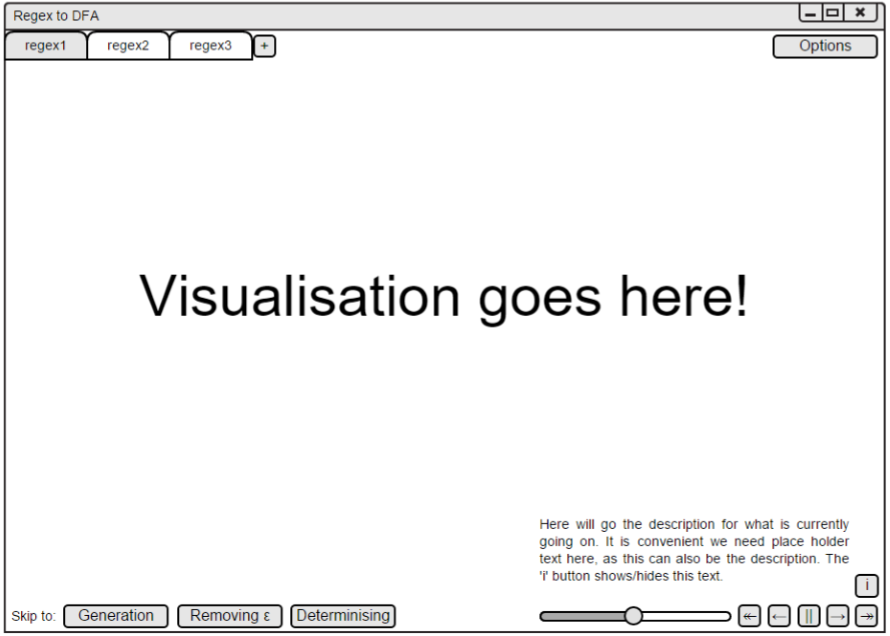 Regex to DFA
regex1 regex2 regex3 + Options
Visualisation goes here!
Here will go the description for what is currently
going on. It is convenient we need place holder
text here, as this can also be the description. The
'i' button shows/hides this text.
i
Skip to: Generation Removing ε Determinising ↞ ← || → ↠